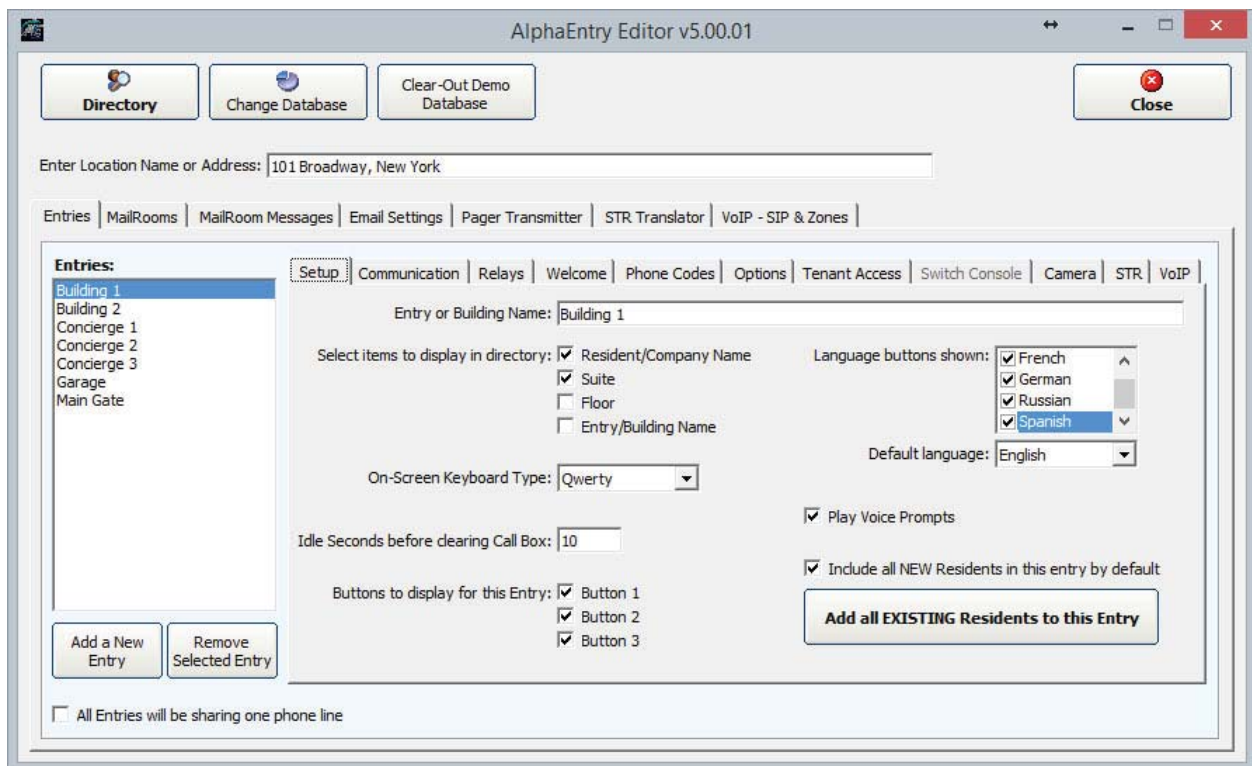 AlphaEntry Editor v5.00.01
Directory
Change Database
Clear-Out Demo
Database
Close
Enter Location Name or Address: 101 Broadway, New York
Entries MailRooms MailRoom Messages Email Settings Pager Transmitter STR Translator VoIP - SIP & Zones
Entries:
Building 1
Building 2
Concierge 1
Concierge 2
Concierge 3
Garage
Main Gate
Add a New
Entry
Remove
Selected Entry
Setup Communication Relays Welcome Phone Codes Options Tenant Access Switch Console Camera STR VoIP
Entry or Building Name: Building 1
Select items to display in directory: Resident/Company Name
Suite
Floor
Entry/Building Name
Language buttons shown: French
German
Russian
Spanish
Default language: English
On-Screen Keyboard Type: Qwerty
Play Voice Prompts
Idle Seconds before clearing Call Box: 10
Include all NEW Residents in this entry by default
Buttons to display for this Entry: Button 1
Button 2
Button 3
Add all EXISTING Residents to this Entry
All Entries will be sharing one phone line